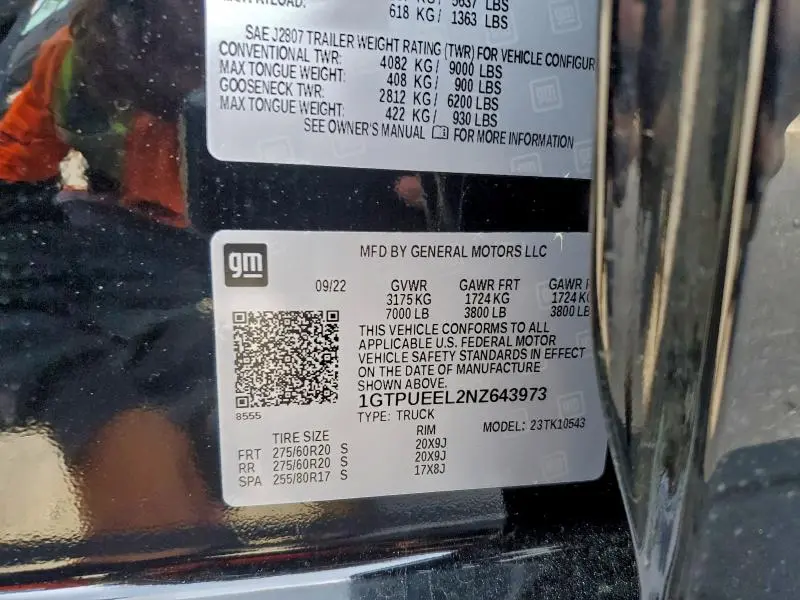 618 KG/ 1363 LBS
SAE J2807 TRAILER WEIGHT RATING (TWR) FOR VEHICLE CONFIGUR
CONVENTIONAL TWR: 4082 KG/ 9000 LBS
MAX TONGUE WEIGHT: 408 KG/ 900 LBS
GOOSENECK TWR: 2812 KG/ 6200 LBS
MAX TONGUE WEIGHT: 422 KG/ 930 LBS
SEE OWNER'S MANUAL FOR MORE INFORMATION
gm
MFD BY GENERAL MOTORS LLC
09/22 GVWR GAWR FRT GAWR
3175 KG 1724 KG 1724 K
7000 LB 3800 LB 3800 LB
THIS VEHICLE CONFORMS TO ALL
APPLICABLE U.S. FEDERAL MOTOR
VEHICLE SAFETY STANDARDS IN EFFECT
ON THE DATE OF MANUFACTURE
SHOWN ABOVE.
8555
1GTPUEEL2NZ643973
TYPE: TRUCK MODEL: 23TK10543
TIRE SIZE RIM
FRT 275/60R20 S 20X9J
RR 275/60R20 S 20X9J
SPA 255/80R17 S 17X8J